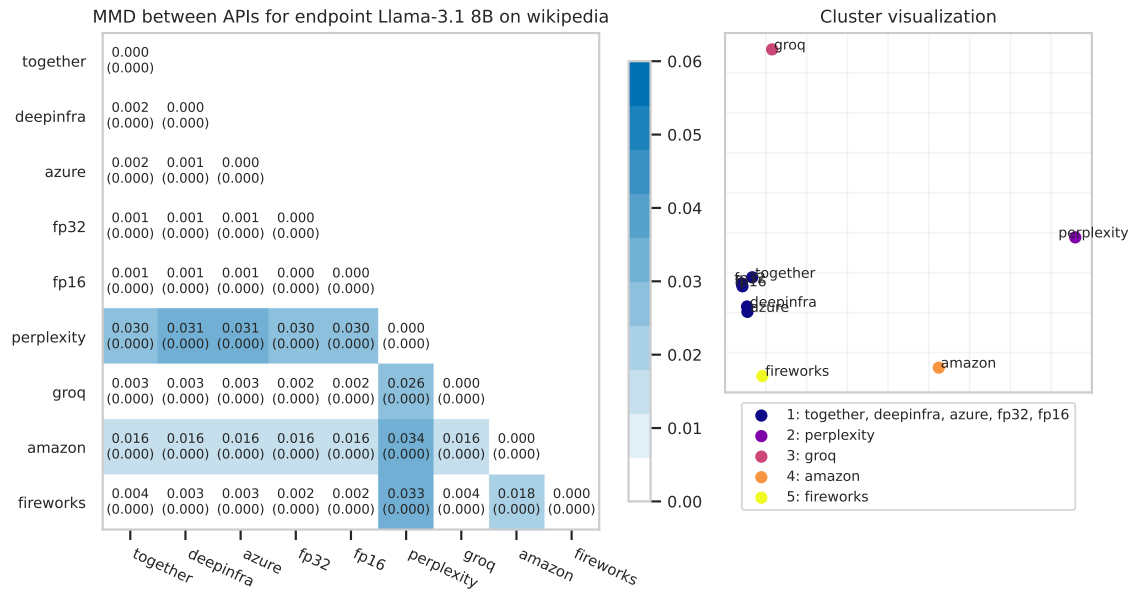 MMD between APIs for endpoint Llama-3.1 8B on wikipedia
together
0.000
(0.000)
deepinfra
0.002 0.000
(0.000) (0.000)
azure
0.002 0.001 0.000
(0.000) (0.000) (0.000)
fp32
0.001 0.001 0.001 0.000
(0.000) (0.000) (0.000) (0.000)
fp16
0.001 0.001 0.001 0.000 0.000
(0.000) (0.000) (0.000) (0.000) (0.000)
perplexity
0.030 0.031 0.031 0.030 0.030 0.000
(0.000) (0.000) (0.000) (0.000) (0.000) (0.000)
groq
0.003 0.003 0.003 0.002 0.002 0.026 0.000
(0.000) (0.000) (0.000) (0.000) (0.000) (0.000) (0.000)
amazon
0.016 0.016 0.016 0.016 0.016 0.034 0.016 0.000
(0.000) (0.000) (0.000) (0.000) (0.000) (0.000) (0.000) (0.000)
fireworks
0.004 0.003 0.003 0.002 0.002 0.033 0.004 0.018 0.000
(0.000) (0.000) (0.000) (0.000) (0.000) (0.000) (0.000) (0.000) (0.000)
together
deepinfra
azure
fp32
fp16
perplexity
groq
amazon
fireworks
0.06
0.05
0.04
0.03
0.02
0.01
0.00
Cluster visualization
groq
perplexity
together
fp32
fp16
deepinfra
azure
amazon
fireworks
1: together, deepinfra, azure, fp32, fp16
2: perplexity
3: groq
4: amazon
5: fireworks